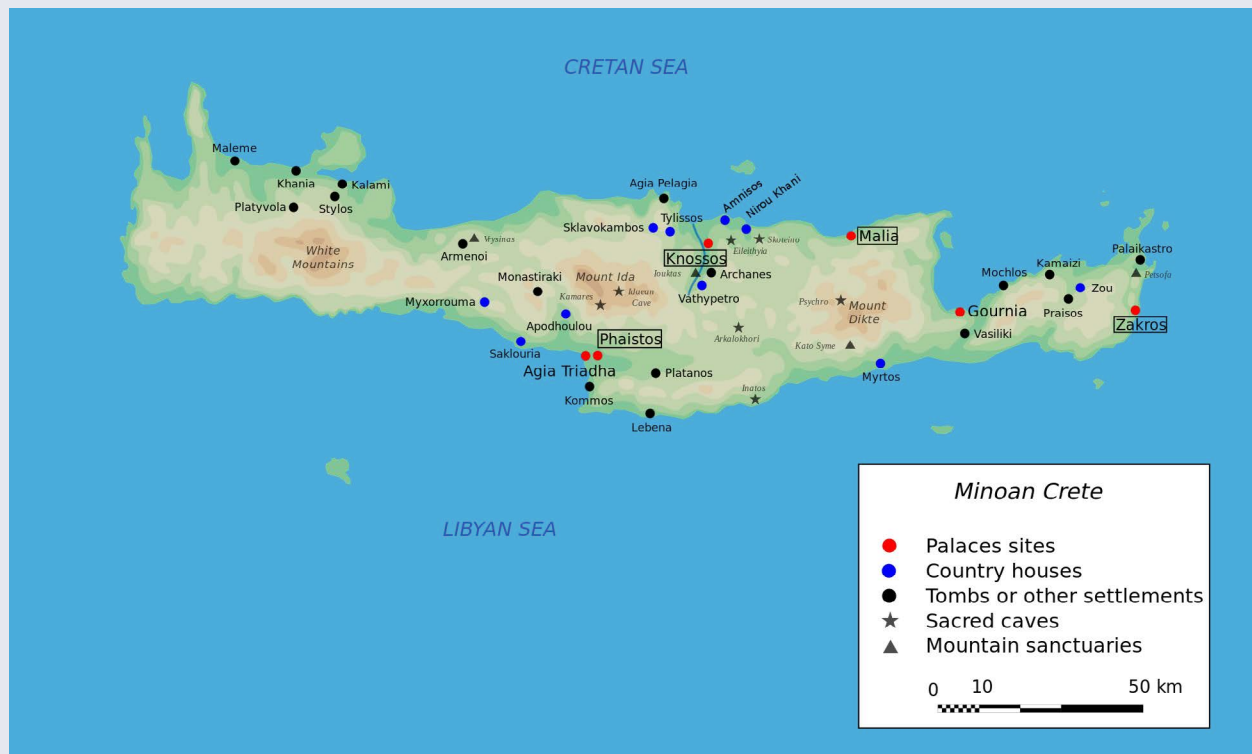 CRETAN SEA
Maleme
Khania
Kalami
Platyvola
Stylos
White
Mountains
Agia Pelagia
Amnisos
Nirou Khani
Tylissos
Sklavokambos
Vrysinas
Armenoi
Eileithyia
Skoteino
Knossos
Malia
Iouktas
Archanes
Vathypetro
Monastiraki
Mount Ida
Idaean
Cave
Kamares
Myxorrouma
Apodhoulou
Saklouria
Phaistos
Agia Triadha
Kommos
Platanos
Lebena
Arkalokhori
Inatos
Psychro
Mount
Dikte
Kato Syme
Myrtos
Gournia
Vasiliki
Mochlos
Kamaizi
Palaikastro
Petsofa
Zou
Praisos
Zakros
LIBYAN SEA
Minoan Crete
Palaces sites
Country houses
Tombs or other settlements
Sacred caves
Mountain sanctuaries
0 10 50 km